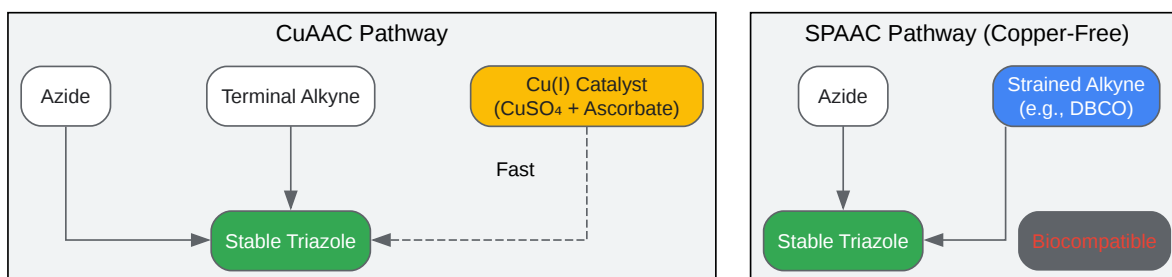 CuAAC Pathway
Azide
Terminal Alkyne
Cu(I) Catalyst
(CuSO₄ + Ascorbate)
Fast
Stable Triazole
SPAAC Pathway (Copper-Free)
Azide
Strained Alkyne
(e.g., DBCO)
Stable Triazole
Biocompatible